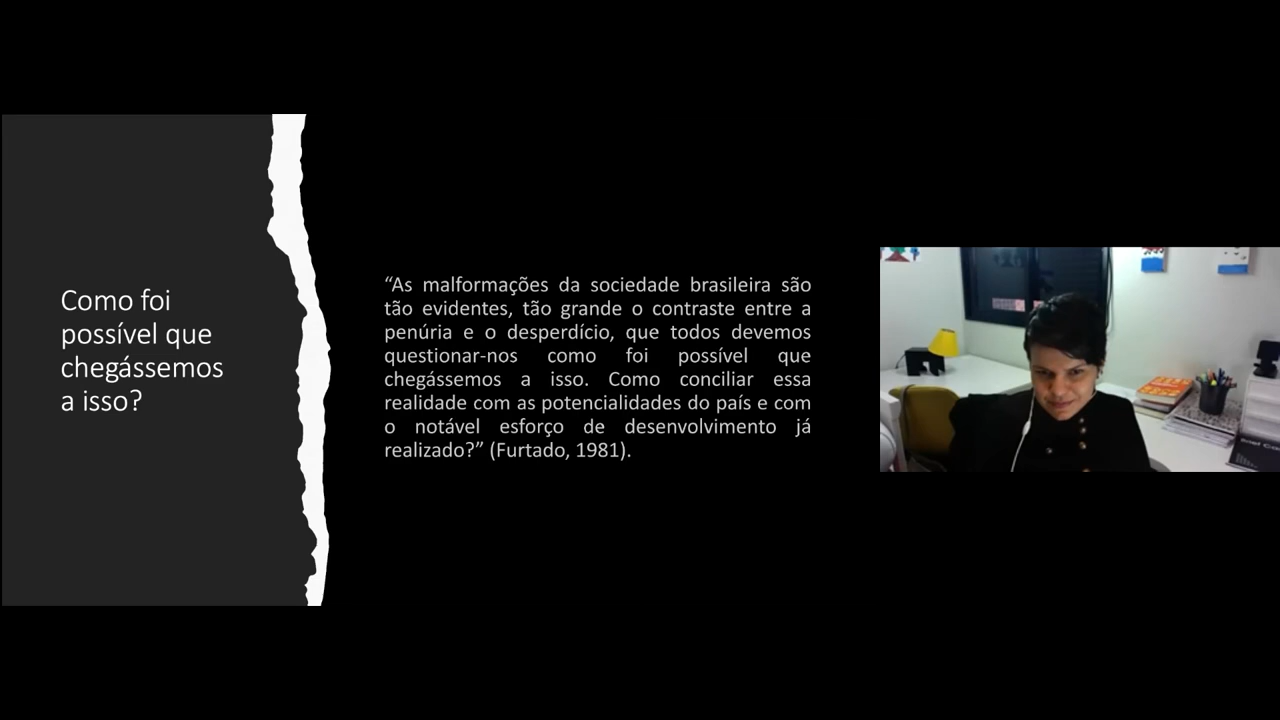 Como foi
possível que
chegássemos
a isso?
“As malformações da sociedade brasileira são
tão evidentes, tão grande o contraste entre a
penúria e o desperdício, que todos devemos
questionar-nos como foi possível que
chegássemos a isso. Como conciliar essa
realidade com as potencialidades do país e com
o notável esforço de desenvolvimento já
realizado?” (Furtado, 1981).